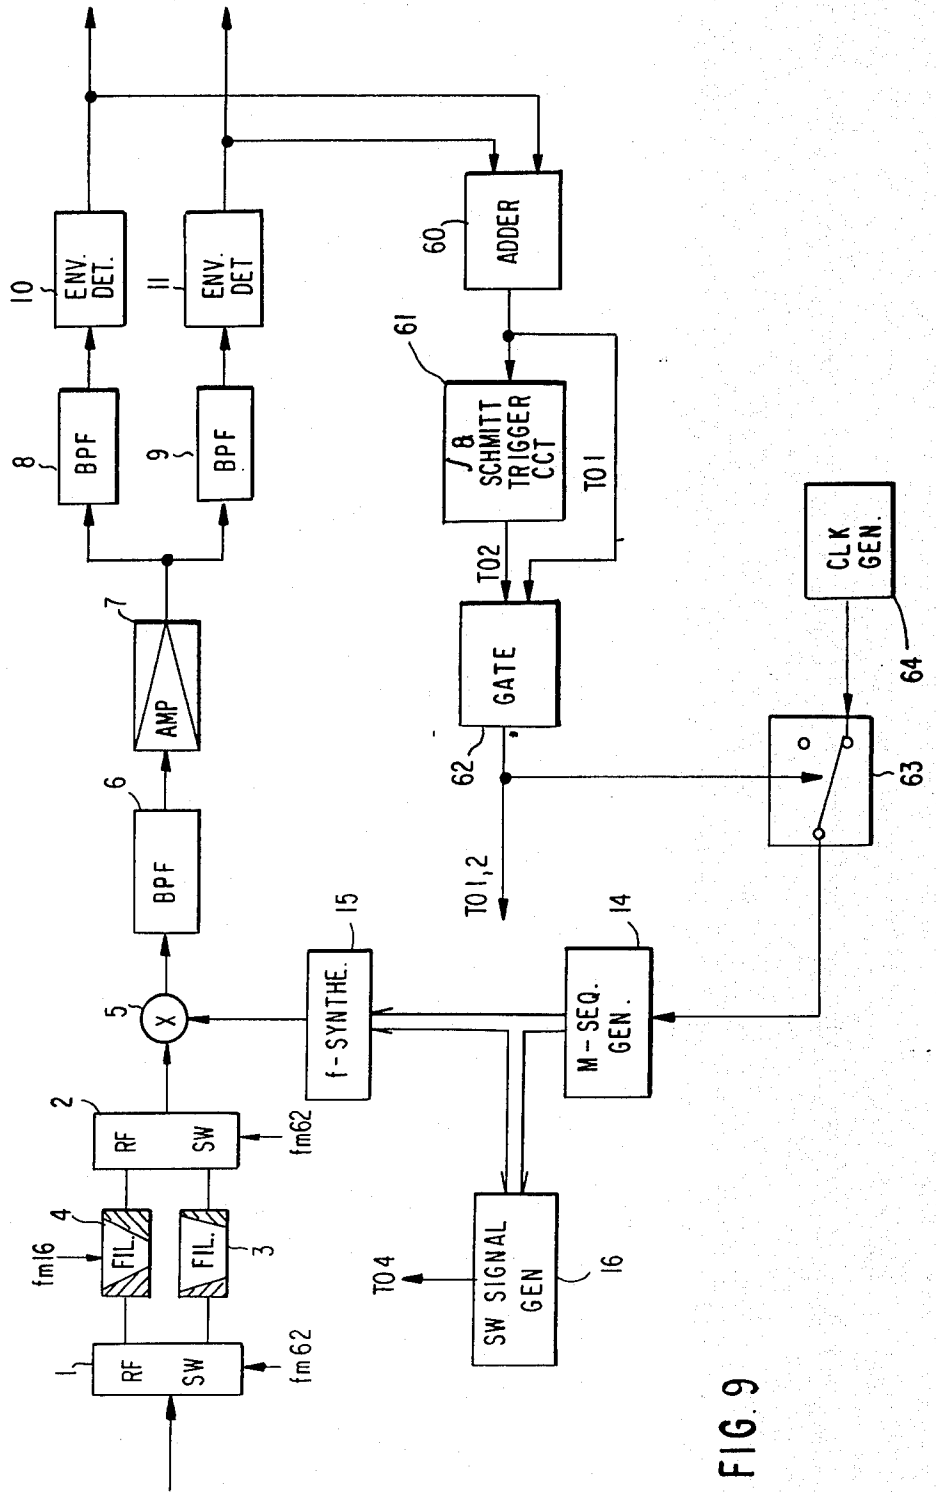 1
RF
SW
fm62
fm16
4
FIL.
FIL.
3
2
RF
SW
fm62
5
X
6
BPF
7
AMP
8
BPF
9
BPF
10
ENV.
DET.
11
ENV.
DET
60
ADDER
61
∫ &
SCHMITT
TRIGGER
CCT
TO1
TO2
GATE
62
TO1,2
15
f-SYNTHE.
14
M-SEQ.
GEN.
TO4
SW SIGNAL
GEN
16
63
CLK
GEN.
64
FIG. 9